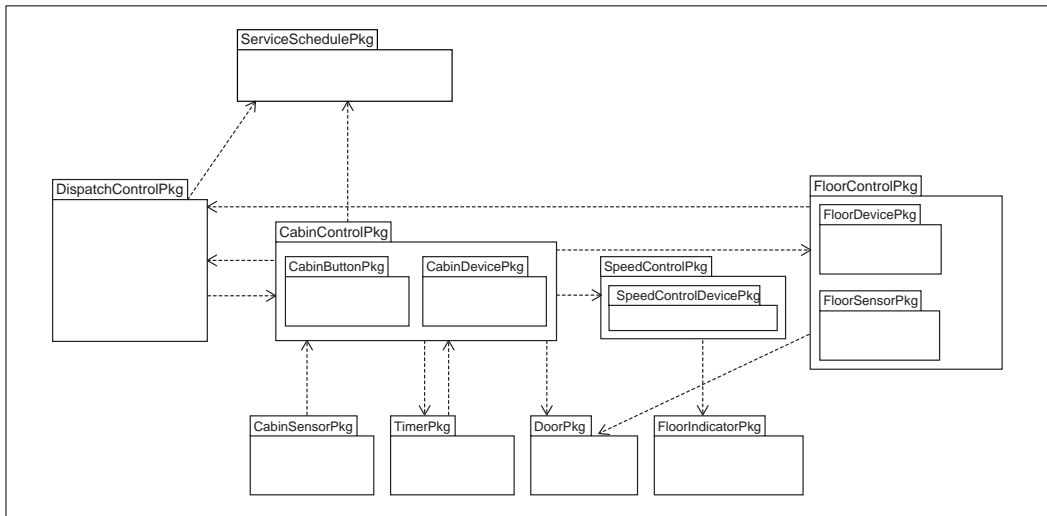 ServiceSchedulePkg
DispatchControlPkg
FloorControlPkg
FloorDevicePkg
CabinControlPkg
CabinButtonPkg
CabinDevicePkg
SpeedControlPkg
SpeedControlDevicePkg
FloorSensorPkg
CabinSensorPkg
TimerPkg
DoorPkg
FloorIndicatorPkg